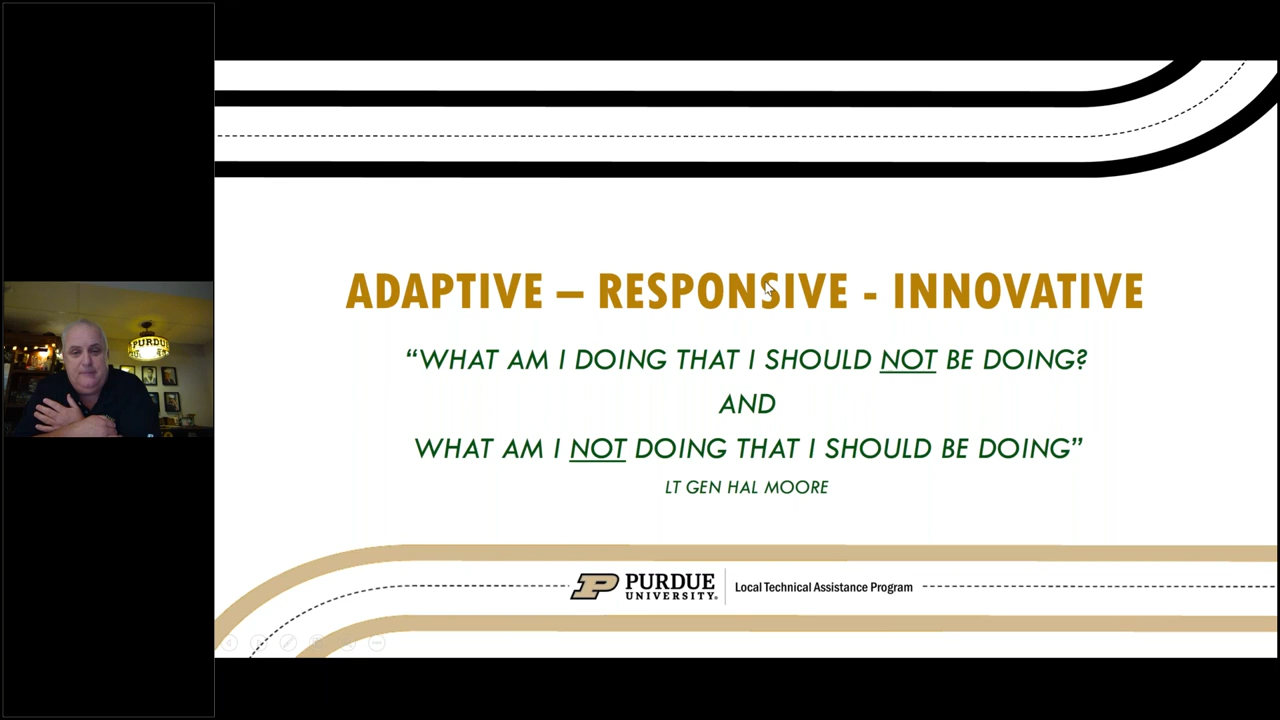 ADAPTIVE – RESPONSIVE - INNOVATIVE
“WHAT AM I DOING THAT I SHOULD NOT BE DOING?
AND
WHAT AM I NOT DOING THAT I SHOULD BE DOING”
LT GEN HAL MOORE
PURDUE
P PURDUE UNIVERSITY®
Local Technical Assistance Program